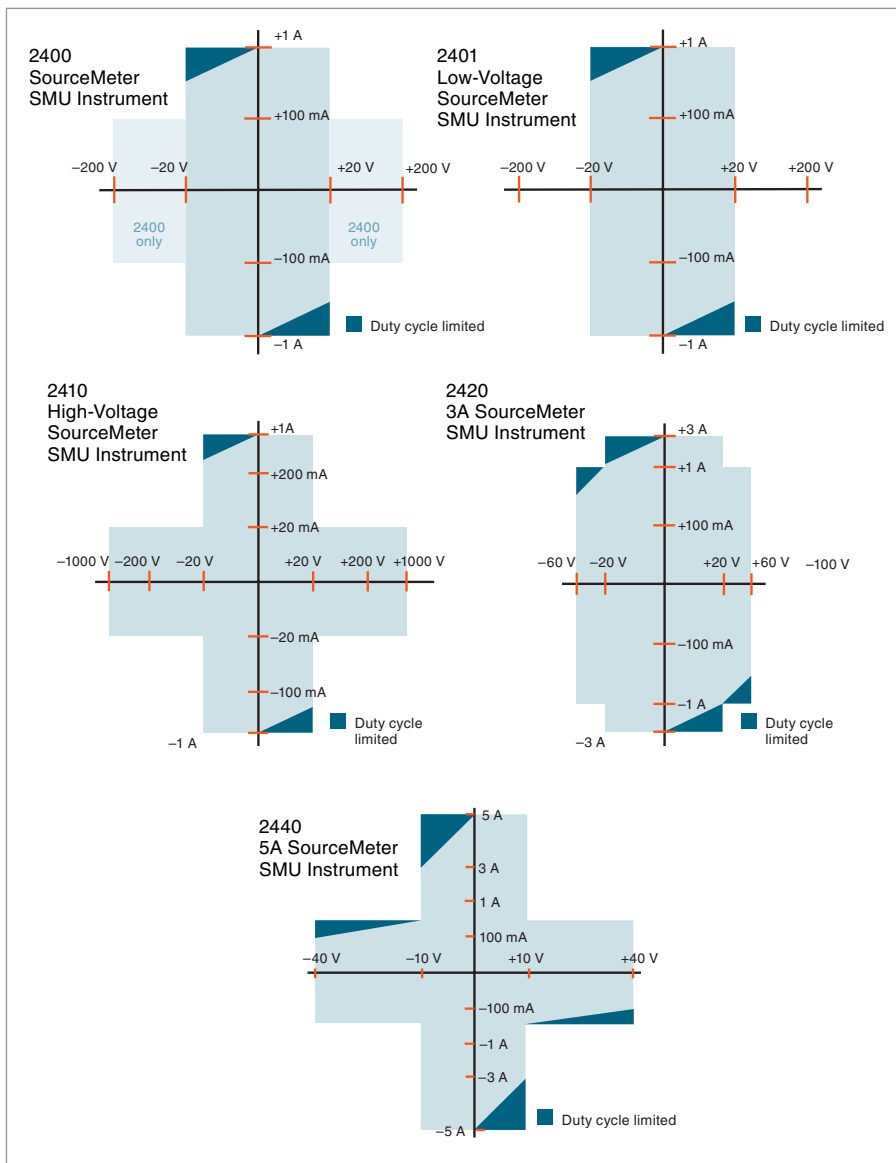 2400
SourceMeter
SMU Instrument
+1 A
+100 mA
−200 V
−20 V
+20 V
+200 V
2400
only
2400
only
−100 mA
−1 A
Duty cycle limited
2401
Low-Voltage
SourceMeter
SMU Instrument
+1 A
+100 mA
−200 V
−20 V
+20 V
+200 V
−100 mA
−1 A
Duty cycle limited
2410
High-Voltage
SourceMeter
SMU Instrument
+1A
+200 mA
+20 mA
−1000 V
−200 V
−20 V
+20 V
+200 V
+1000 V
−20 mA
−100 mA
−1 A
Duty cycle
limited
2420
3A SourceMeter
SMU Instrument
+3 A
+1 A
+100 mA
−60 V
−20 V
+20 V
+60 V
−100 V
−100 mA
−1 A
−3 A
Duty cycle
limited
2440
5A SourceMeter
SMU Instrument
5 A
3 A
1 A
100 mA
−40 V
−10 V
+10 V
+40 V
−100 mA
−1 A
−3 A
−5 A
Duty cycle limited